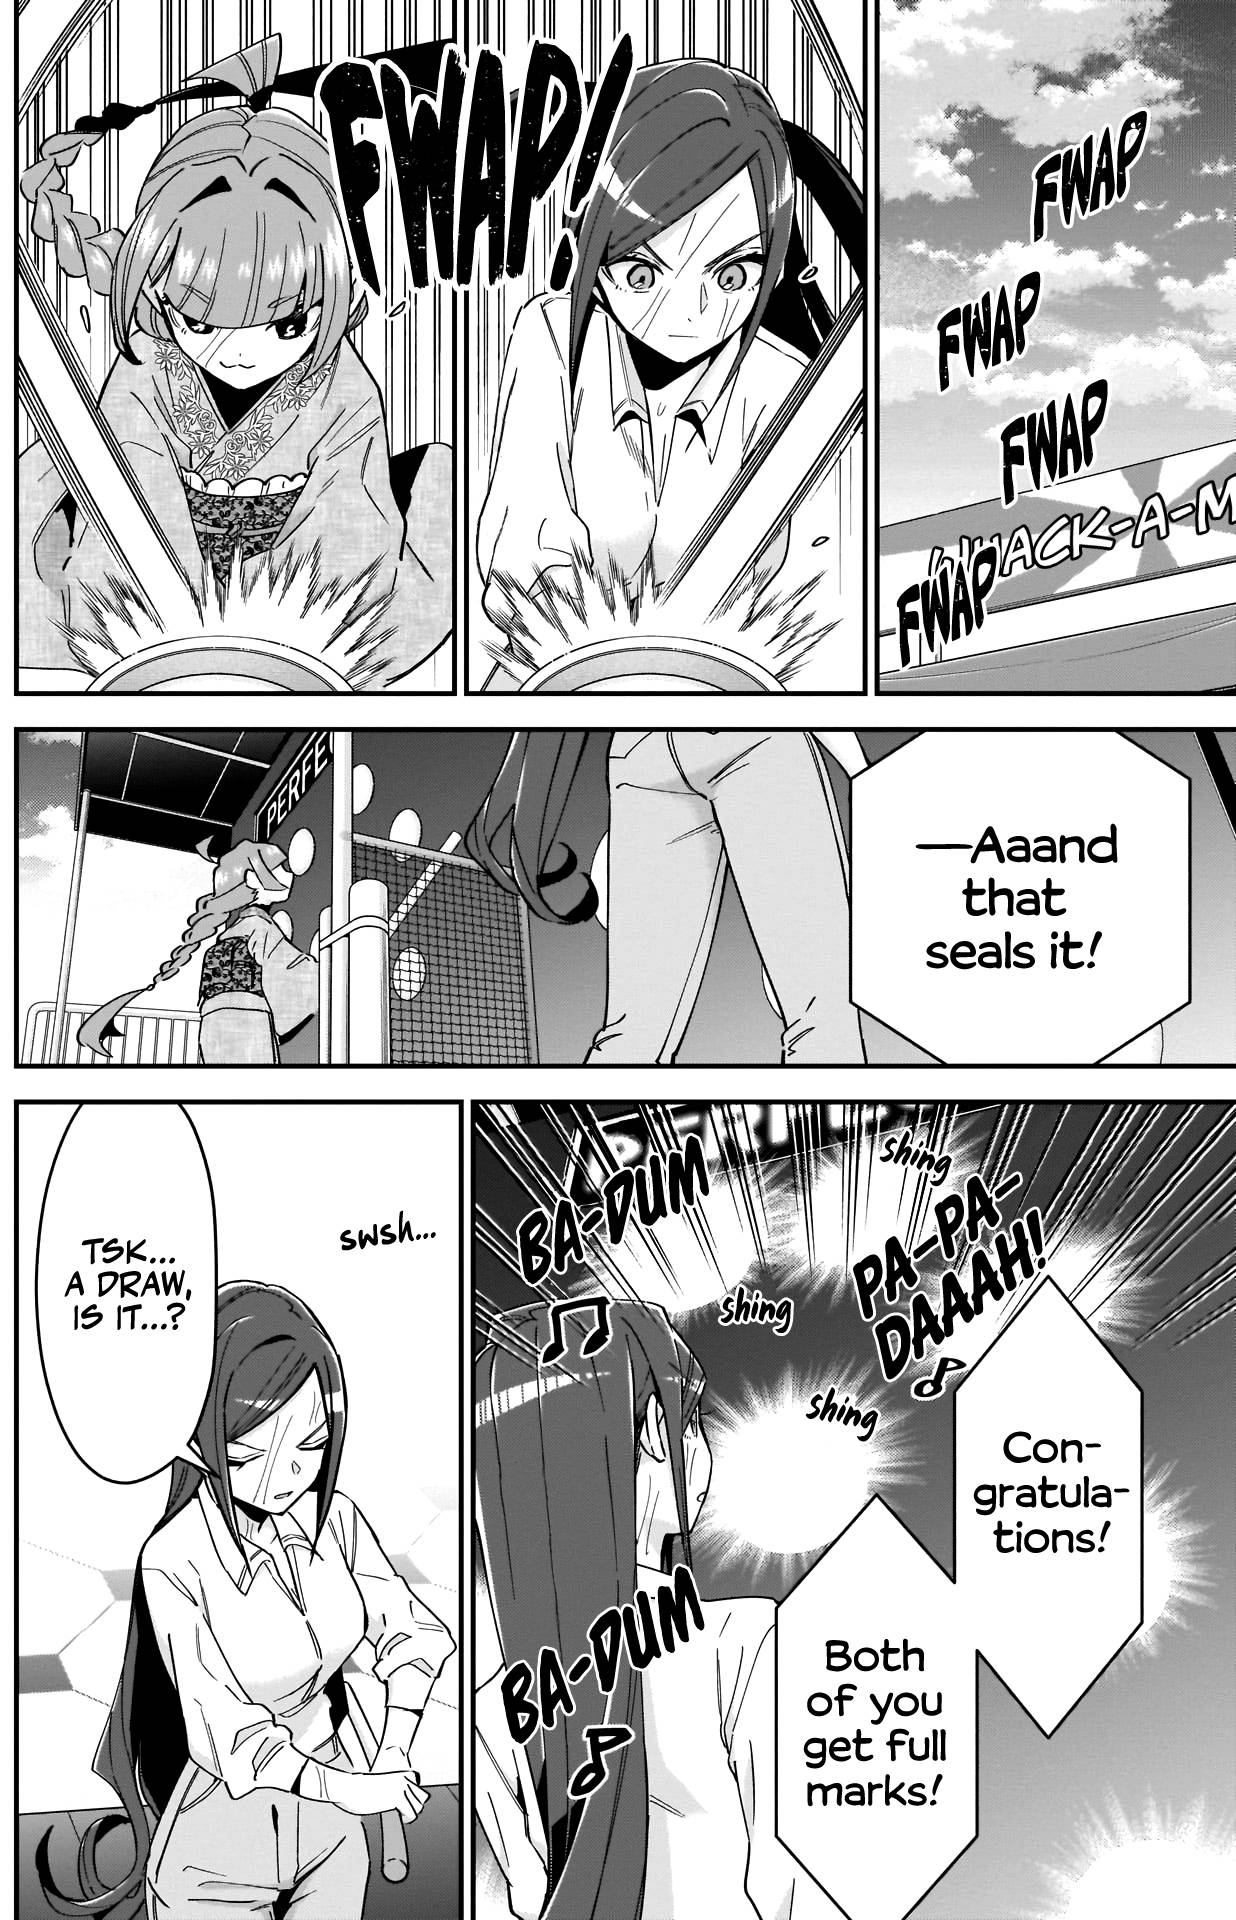 FWAP
FWAP
FWAP
WHACK-A-M
FWAP
FWAP!
PERFE
—Aaand
that
seals it!
shing
BA-DUM
PA-PA-
DAAAH!
shing
shing
Con-
gratula-
tions!
BA-DUM
Both
of you
get full
marks!
swsh...
TSK...
A DRAW,
IS IT...?